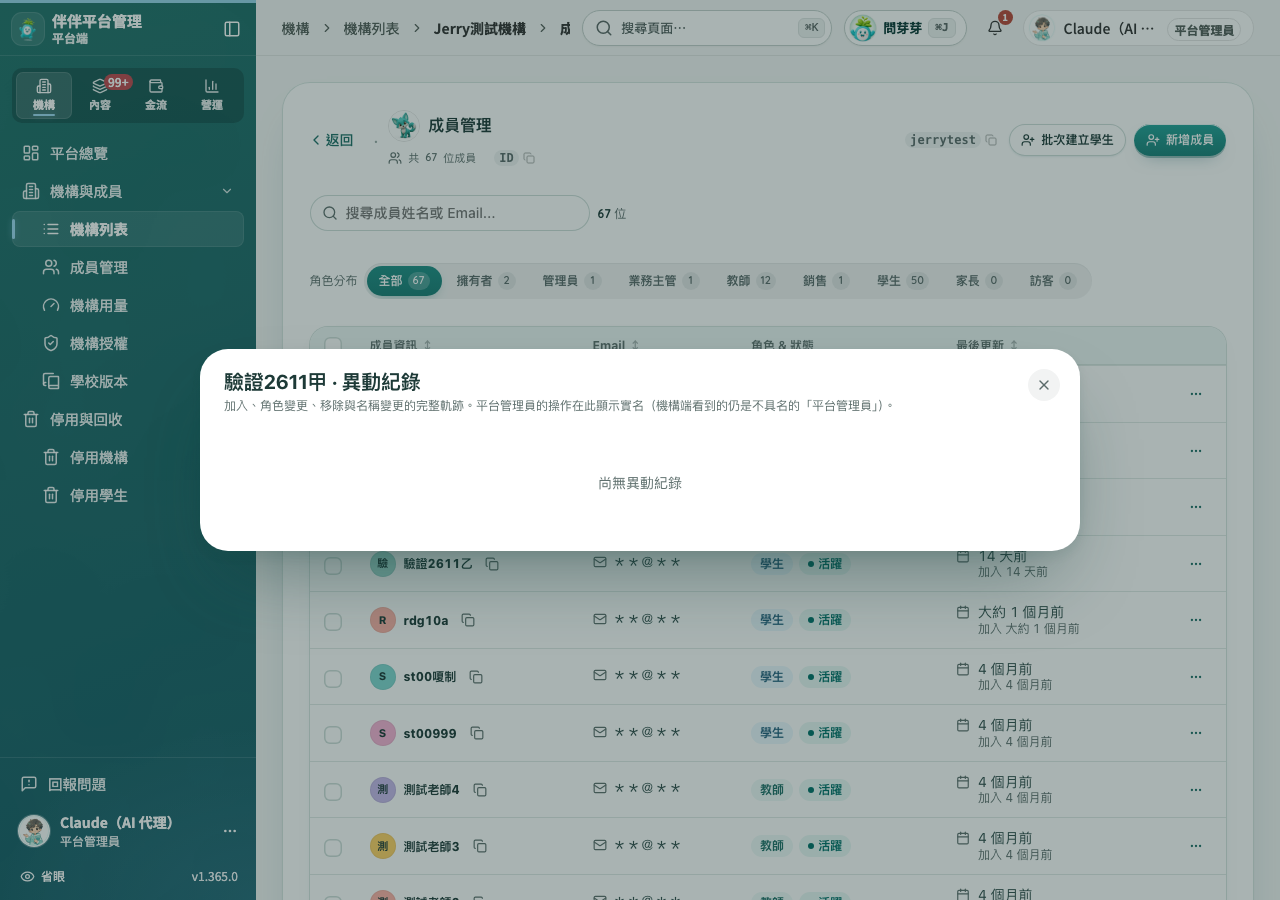 伴伴平台管理
平台端
機構
內容
99+
金流
營運
平台總覽
機構與成員
機構列表
成員管理
機構用量
機構授權
學校版本
停用與回收
停用機構
停用學生
回報問題
Claude（AI 代理）
平台管理員
省眼
v1.365.0
機構 > 機構列表 > Jerry測試機構 > 成
搜尋頁面… ⌘K
問芽芽 ⌘J
1
Claude（AI …
平台管理員
返回
·
成員管理
共 67 位成員 ID
jerrytest
批次建立學生
新增成員
搜尋成員姓名或 Email...
67 位
角色分布 全部 67 擁有者 2 管理員 1 業務主管 1 教師 12 銷售 1 學生 50 家長 0 訪客 0
成員資訊 Email 角色 & 狀態 最後更新
驗證2611甲 · 異動紀錄
加入、角色變更、移除與名稱變更的完整軌跡。平台管理員的操作在此顯示實名（機構端看到的仍是不具名的「平台管理員」）。
尚無異動紀錄
驗 驗證2611乙 **@** 學生 活躍 14 天前
加入 14 天前
R rdg10a **@** 學生 活躍 大約 1 個月前
加入 大約 1 個月前
S st00嗄制 **@** 學生 活躍 4 個月前
加入 4 個月前
S st00999 **@** 學生 活躍 4 個月前
加入 4 個月前
測 測試老師4 **@** 教師 活躍 4 個月前
加入 4 個月前
測 測試老師3 **@** 教師 活躍 4 個月前
加入 4 個月前
4 個月前